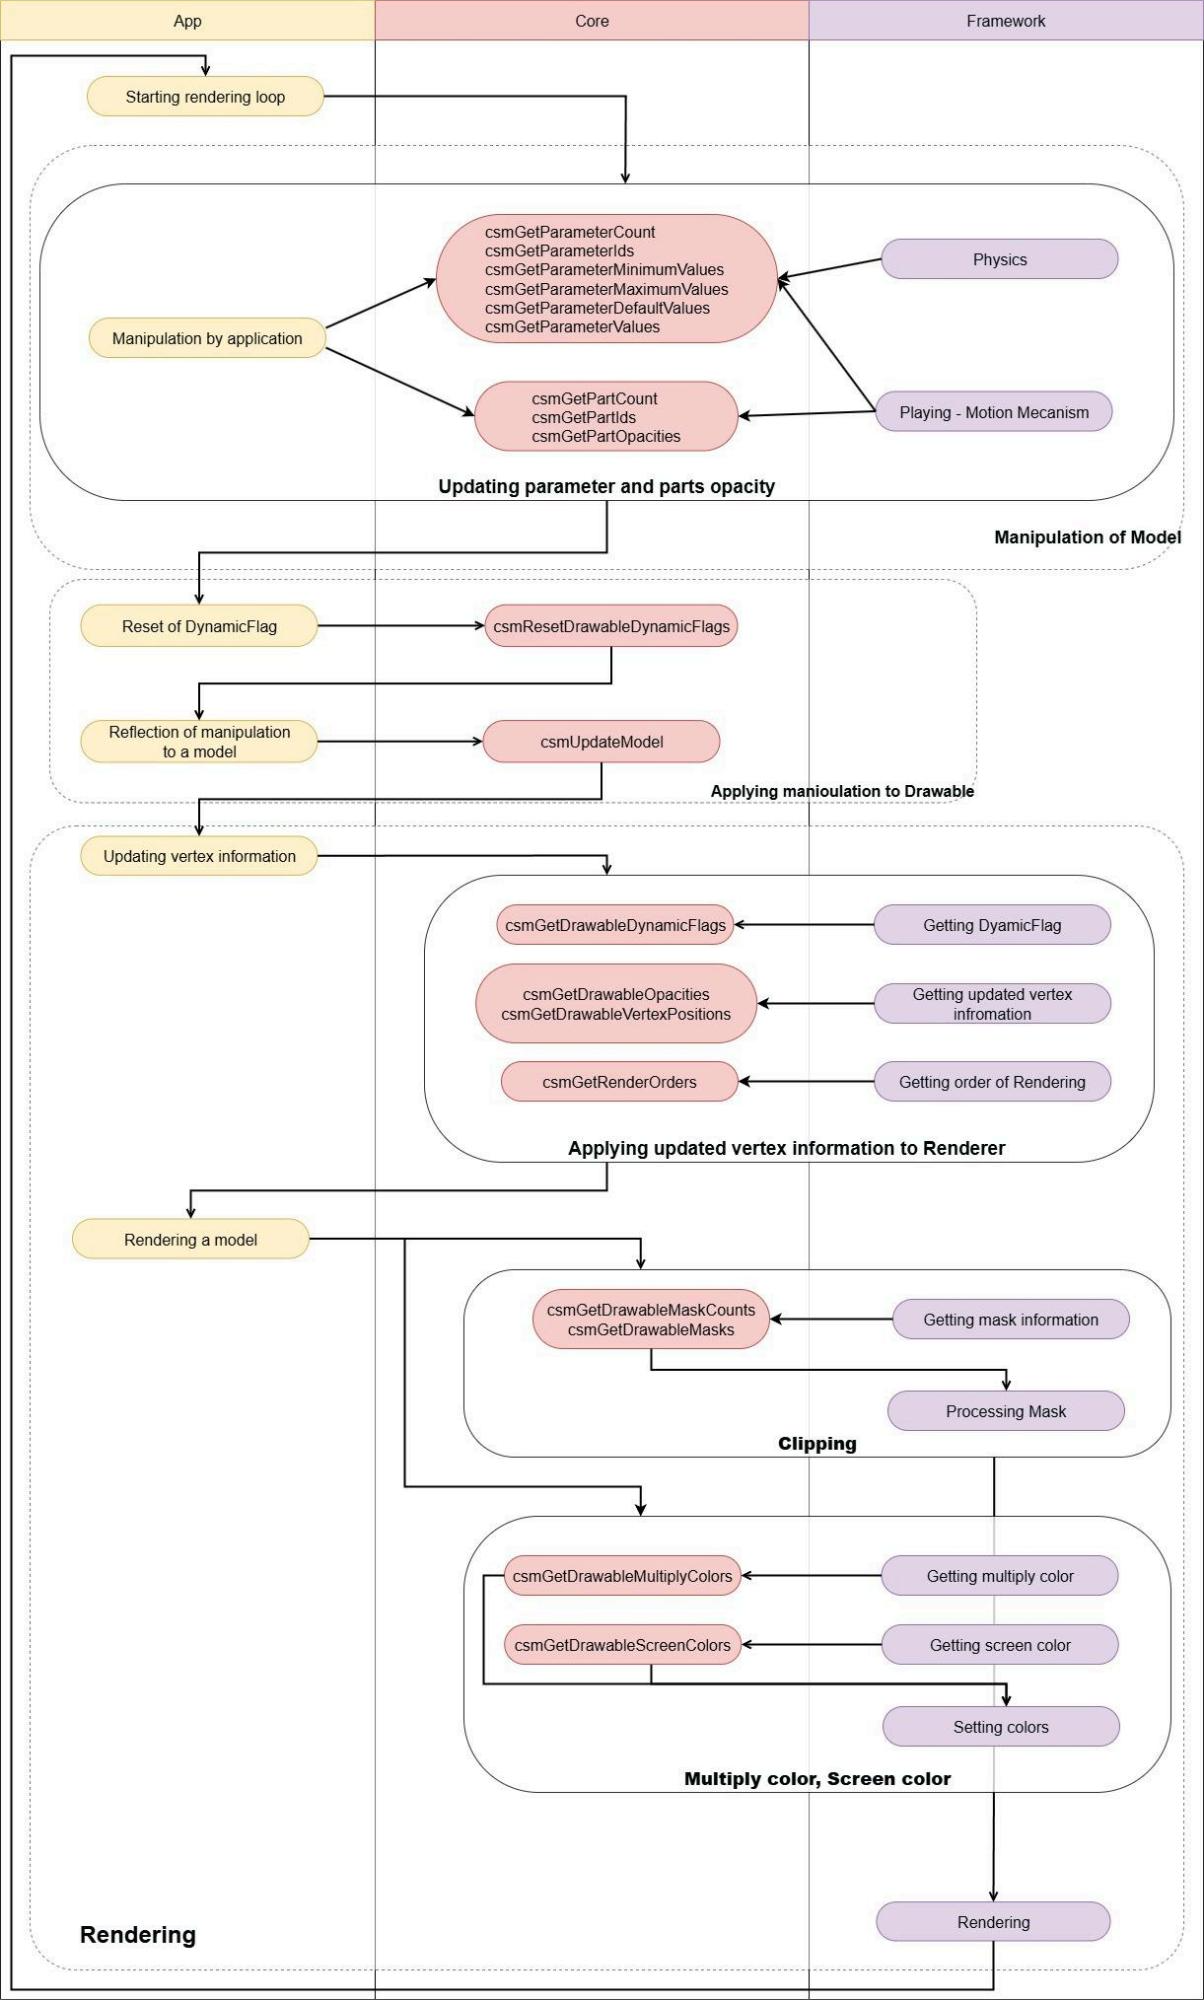 App
Core
Framework
Starting rendering loop
csmGetParameterCount
csmGetParameterIds
csmGetParameterMinimumValues
csmGetParameterMaximumValues
csmGetParameterDefaultValues
csmGetParameterValues
Physics
Manipulation by application
csmGetPartCount
csmGetPartIds
csmGetPartOpacities
Playing - Motion Mecanism
Updating parameter and parts opacity
Manipulation of Model
Reset of DynamicFlag
csmResetDrawableDynamicFlags
Reflection of manipulation
to a model
csmUpdateModel
Applying manioulation to Drawable
Updating vertex information
csmGetDrawableDynamicFlags
Getting DyamicFlag
csmGetDrawableOpacities
csmGetDrawableVertexPositions
Getting updated vertex
infromation
csmGetRenderOrders
Getting order of Rendering
Applying updated vertex information to Renderer
Rendering a model
csmGetDrawableMaskCounts
csmGetDrawableMasks
Getting mask information
Processing Mask
Clipping
csmGetDrawableMultiplyColors
Getting multiply color
csmGetDrawableScreenColors
Getting screen color
Setting colors
Multiply color, Screen color
Rendering
Rendering